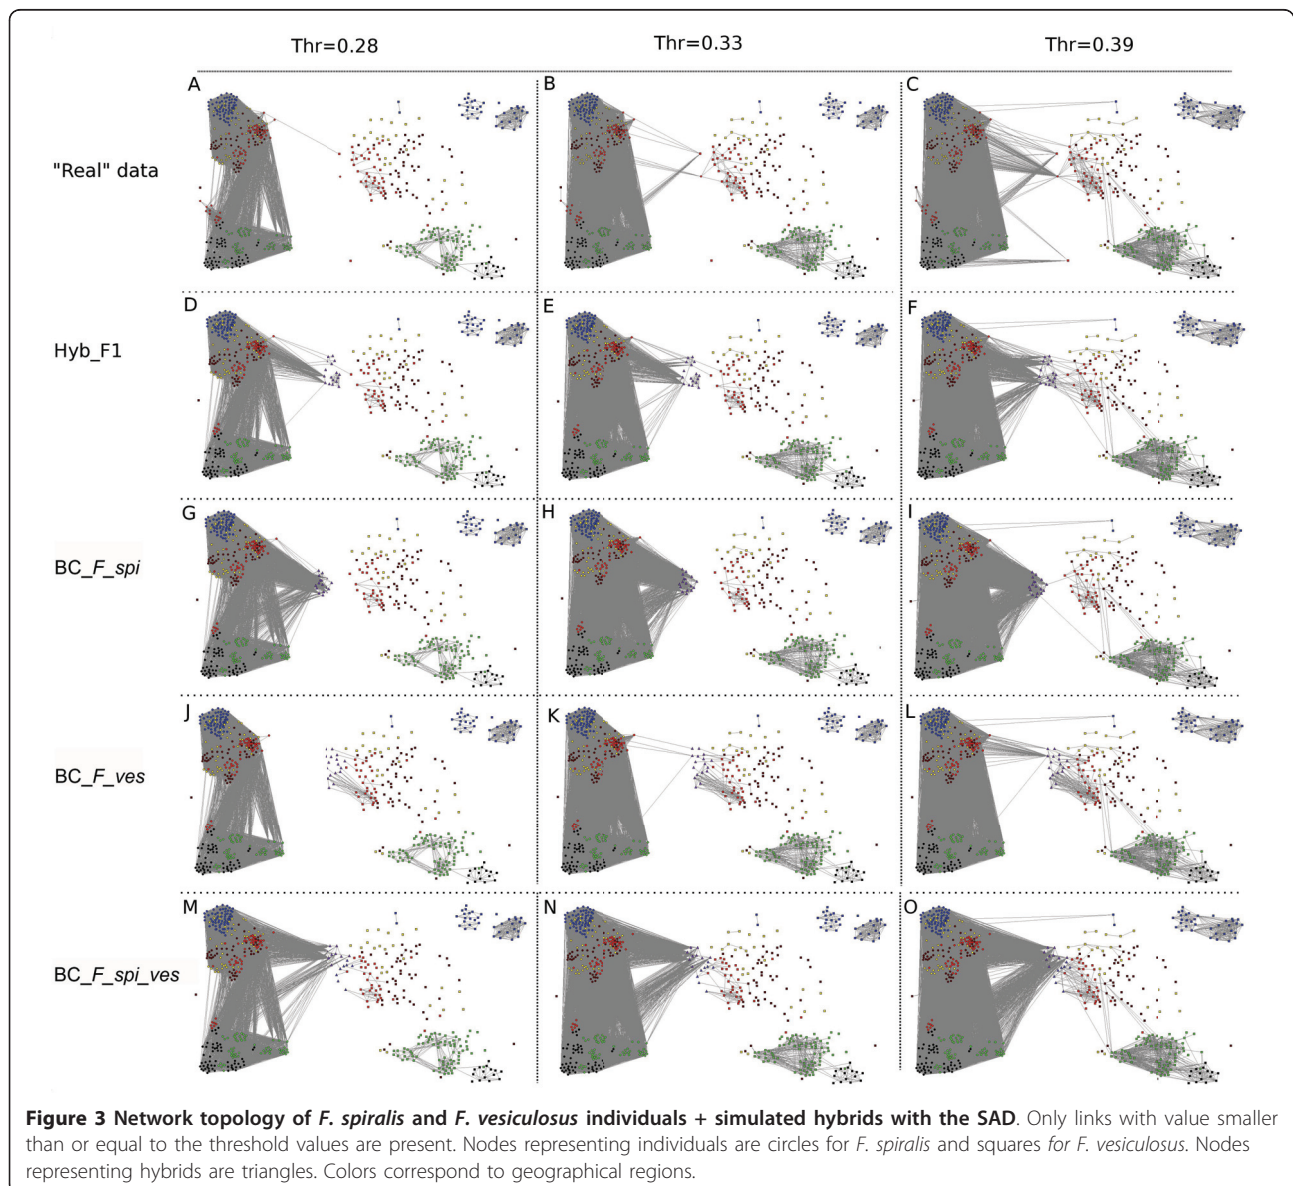 Thr=0.28
Thr=0.33
Thr=0.39
A
B
C
"Real" data
D
E
F
Hyb_F1
G
H
I
BC_F_spi
J
K
L
BC_F_ves
M
N
O
BC_F_spi_ves
Figure 3 Network topology of F. spiralis and F. vesiculosus individuals + simulated hybrids with the SAD. Only links with value smaller
than or equal to the threshold values are present. Nodes representing individuals are circles for F. spiralis and squares for F. vesiculosus. Nodes
representing hybrids are triangles. Colors correspond to geographical regions.